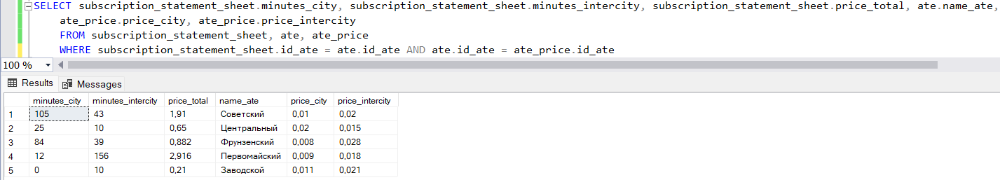 SELECT subscription_statement_sheet.minutes_city, subscription_statement_sheet.minutes_intercity, subscription_statement_sheet.price_total, ate.name_ate,
ate_price.price_city, ate_price.price_intercity
FROM subscription_statement_sheet, ate, ate_price
WHERE subscription_statement_sheet.id_ate = ate.id_ate AND ate.id_ate = ate_price.id_ate
100 %
Results Messages
minutes_city minutes_intercity price_total name_ate price_city price_intercity
1 105 43 1,91 Советский 0,01 0,02
2 25 10 0,65 Центральный 0,02 0,015
3 84 39 0,882 Фрунзенский 0,008 0,028
4 12 156 2,916 Первомайский 0,009 0,018
5 0 10 0,21 Заводской 0,011 0,021